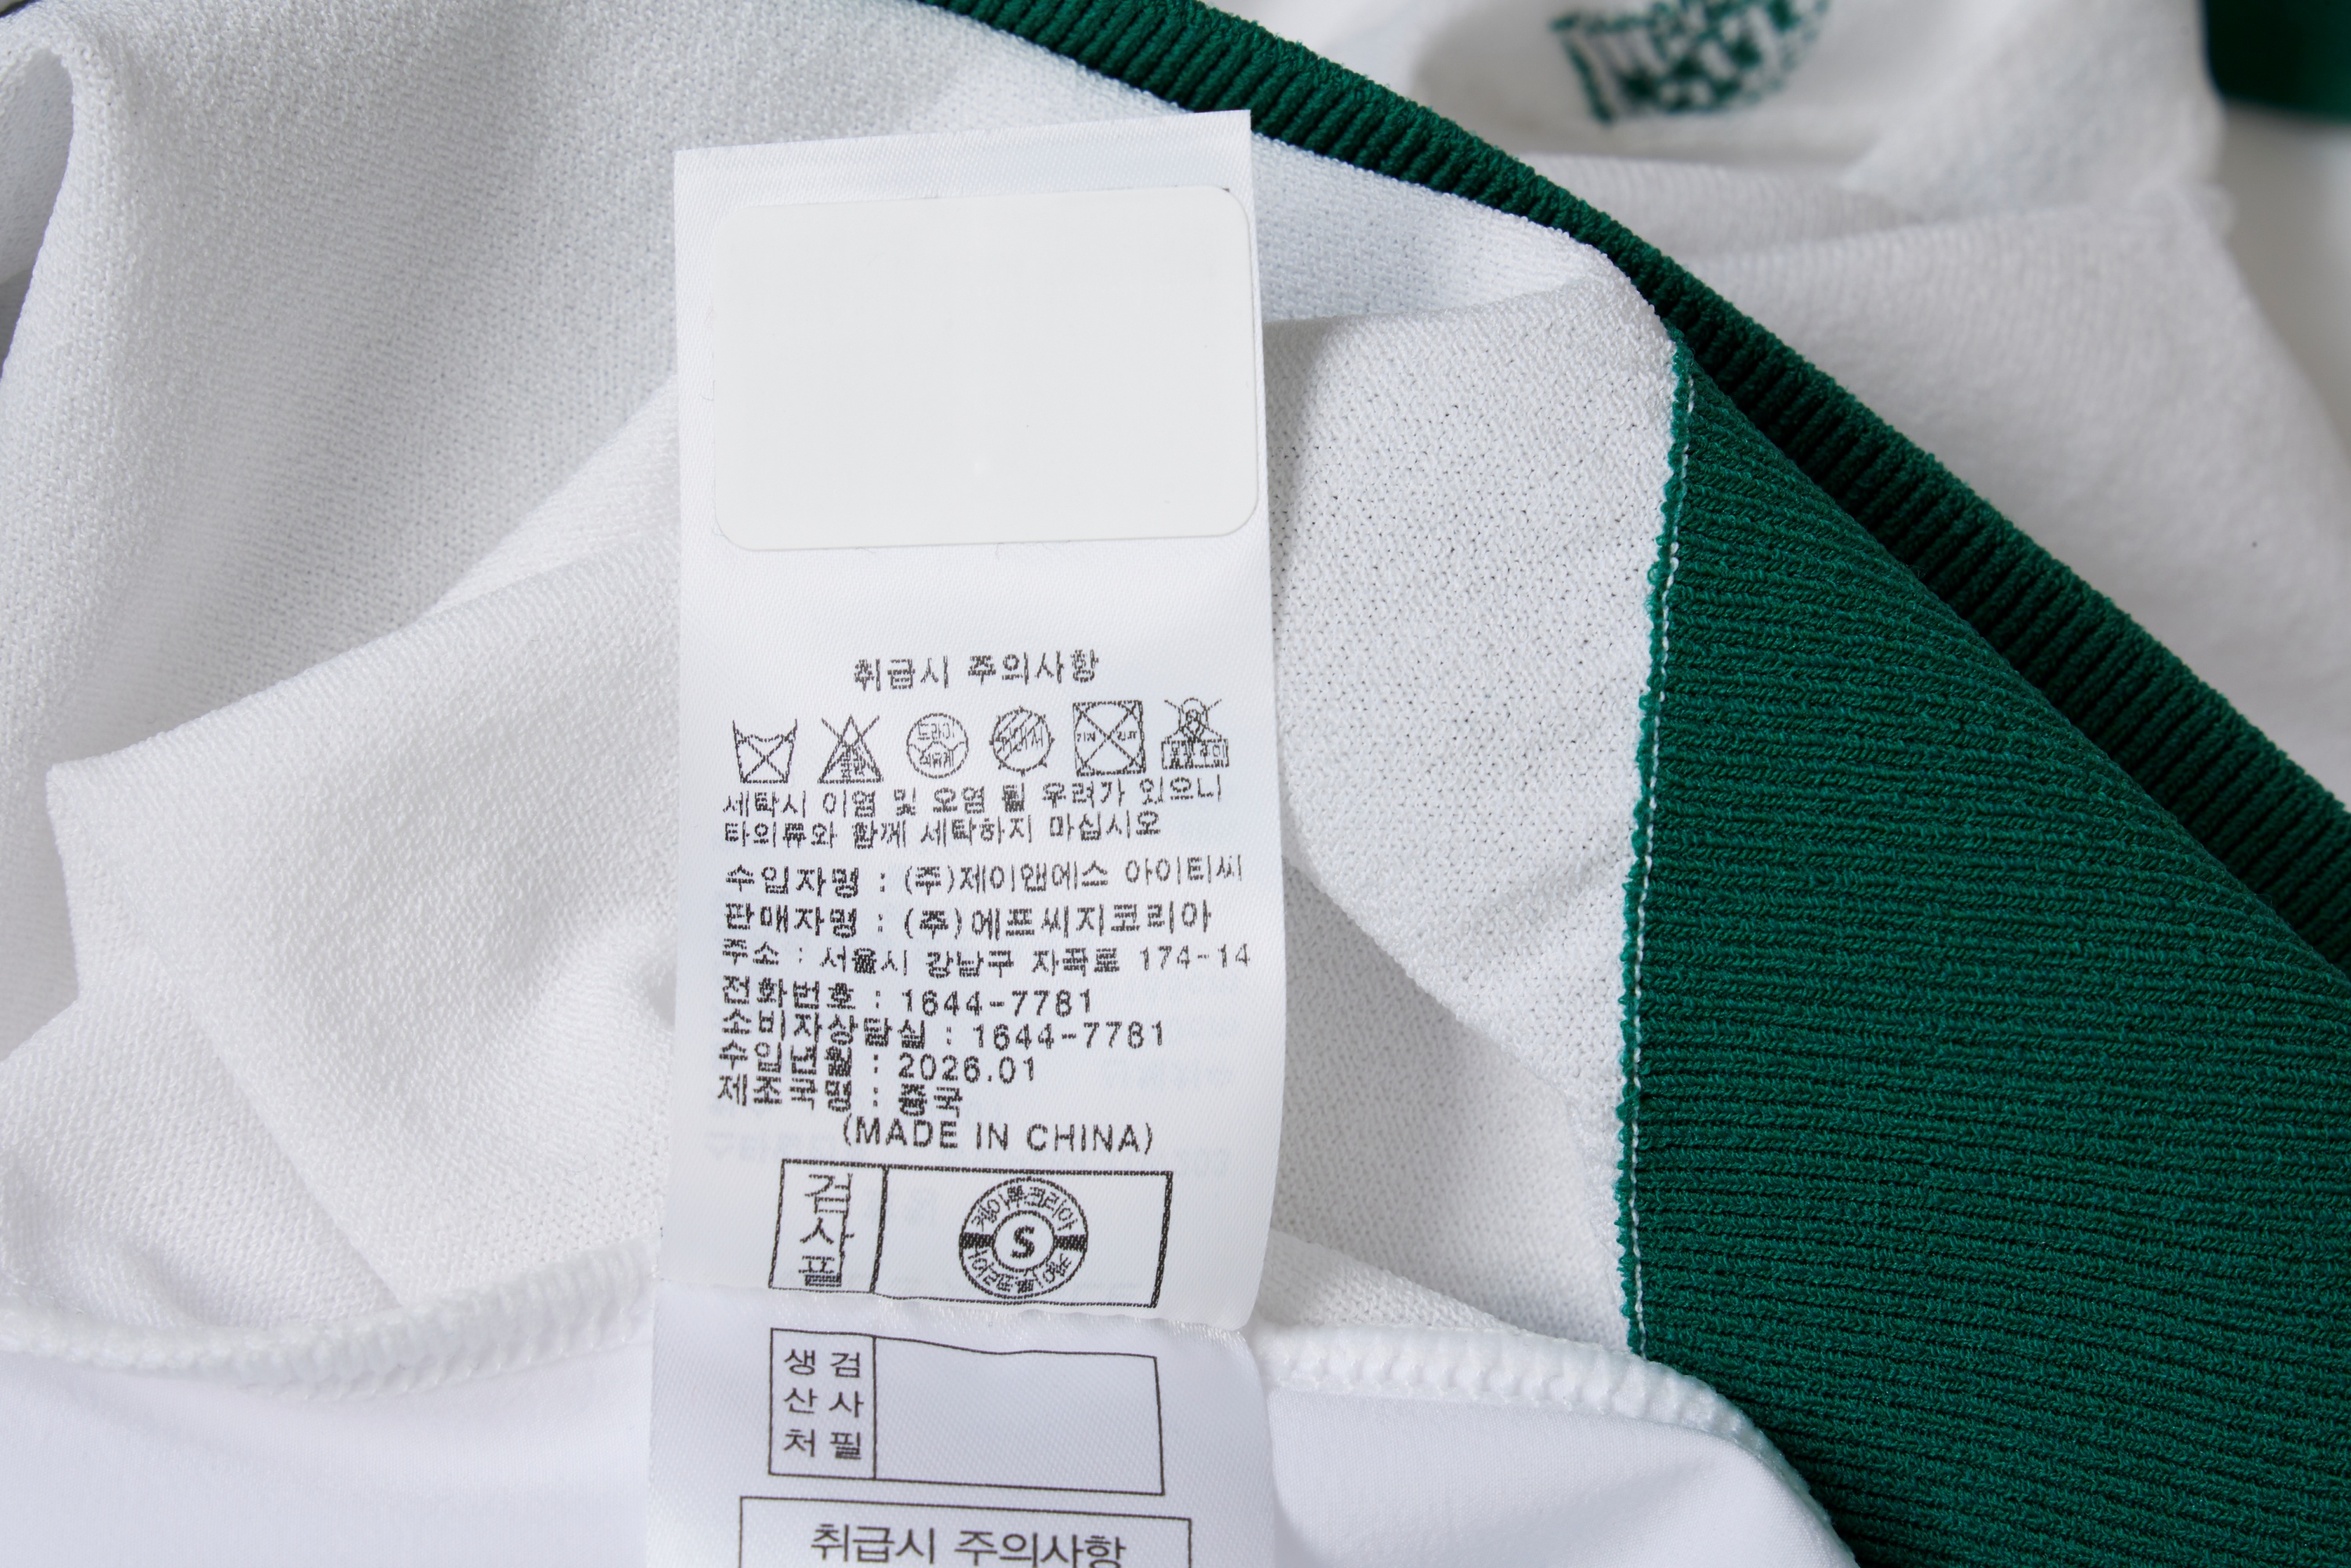 취급시 주의사항
드라이
세탁시 이염 및 오염 될 우려가 있으니
타의류와 함께 세탁하지 마십시오
수입자명 : (주)제이앤에스 아이티씨
판매자명 : (주)에프씨지코리아
주소 : 서울시 강남구 자곡로 174-14
전화번호 : 1644-7781
소비자상담실 : 1644-7781
수입년월 : 2026.01
제조국명 : 중국
(MADE IN CHINA)
검사필
S
생산처 검사필
취급시 주의사항